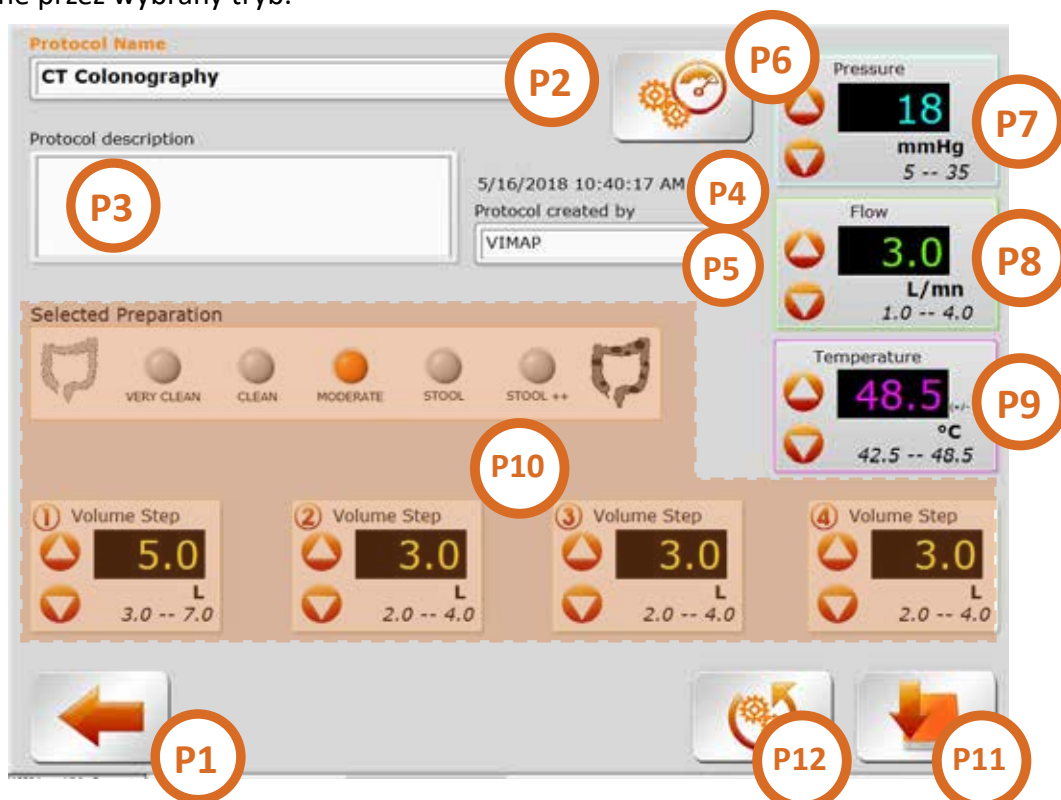 ne przez wybrany tryb.
Protocol Name
CT Colonography
P2
P6
Pressure
18
mmHg
5 -- 35
P7
Protocol description
P3
5/16/2018 10:40:17 AM
P4
Protocol created by
VIMAP
P5
Flow
3.0
L/mn
1.0 -- 4.0
P8
Selected Preparation
VERY CLEAN
CLEAN
MODERATE
STOOL
STOOL ++
Temperature
48.5
(+/-
°C
42.5 -- 48.5
P9
P10
1 Volume Step
5.0
L
3.0 -- 7.0
2 Volume Step
3.0
L
2.0 -- 4.0
3 Volume Step
3.0
L
2.0 -- 4.0
4 Volume Step
3.0
L
2.0 -- 4.0
P1
P12
P11